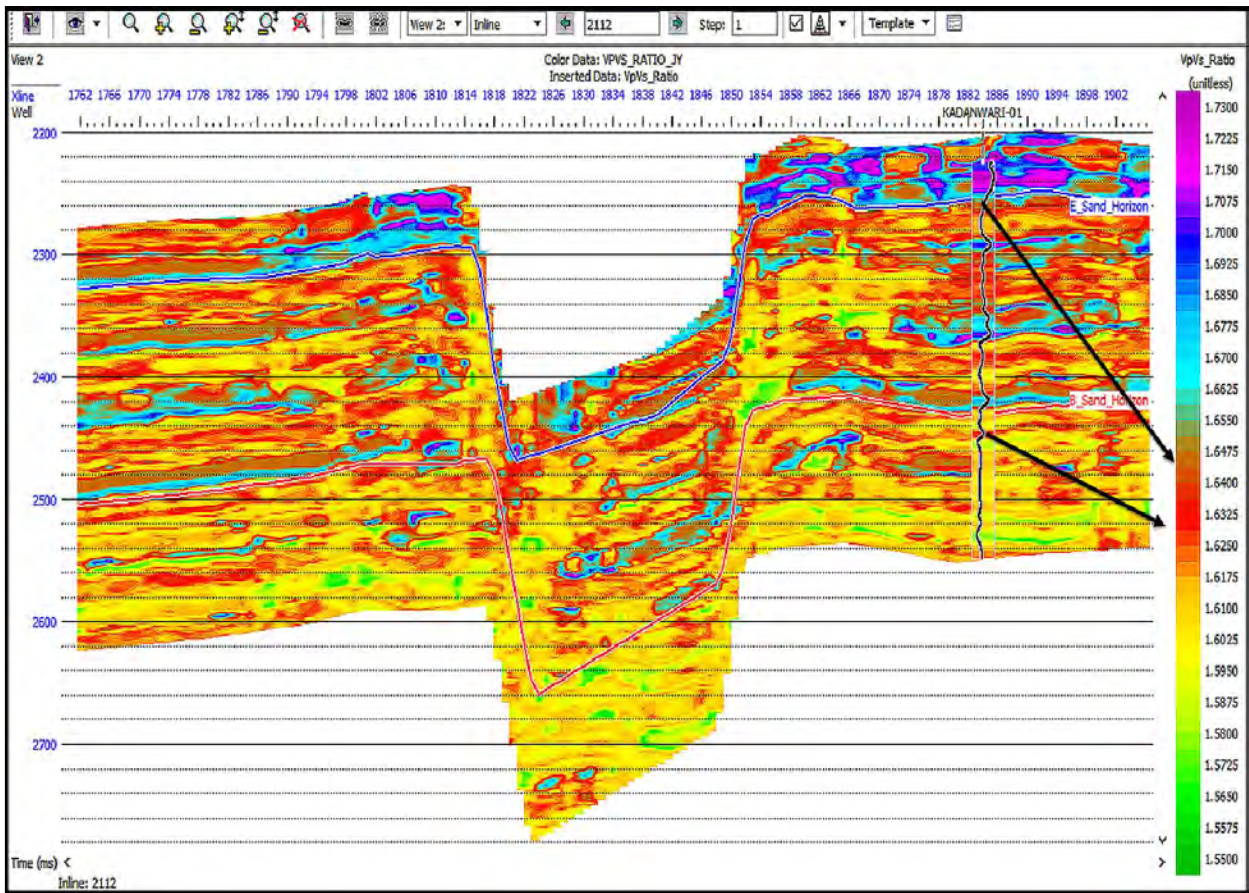 View 2: Inline 2112 Step: 1 Template
View 2
Color Data: VPVS_RATIO_JY
Inserted Data: VpVs_Ratio
VpVs_Ratio
(unitless)
Xline 1762 1766 1770 1774 1778 1782 1786 1790 1794 1798 1802 1806 1810 1814 1818 1822 1826 1830 1834 1838 1842 1846 1850 1854 1858 1862 1866 1870 1874 1878 1882 1886 1890 1894 1898 1902
Well KADANWARI-01
2200
E_Sand_Horizon
2300
2400
B_Sand_Horizon
2500
2600
2700
1.7300
1.7225
1.7150
1.7075
1.7000
1.6925
1.6850
1.6775
1.6700
1.6625
1.6550
1.6475
1.6400
1.6325
1.6250
1.6175
1.6100
1.6025
1.5950
1.5875
1.5800
1.5725
1.5650
1.5575
1.5500
Time (ms) <
Inline: 2112